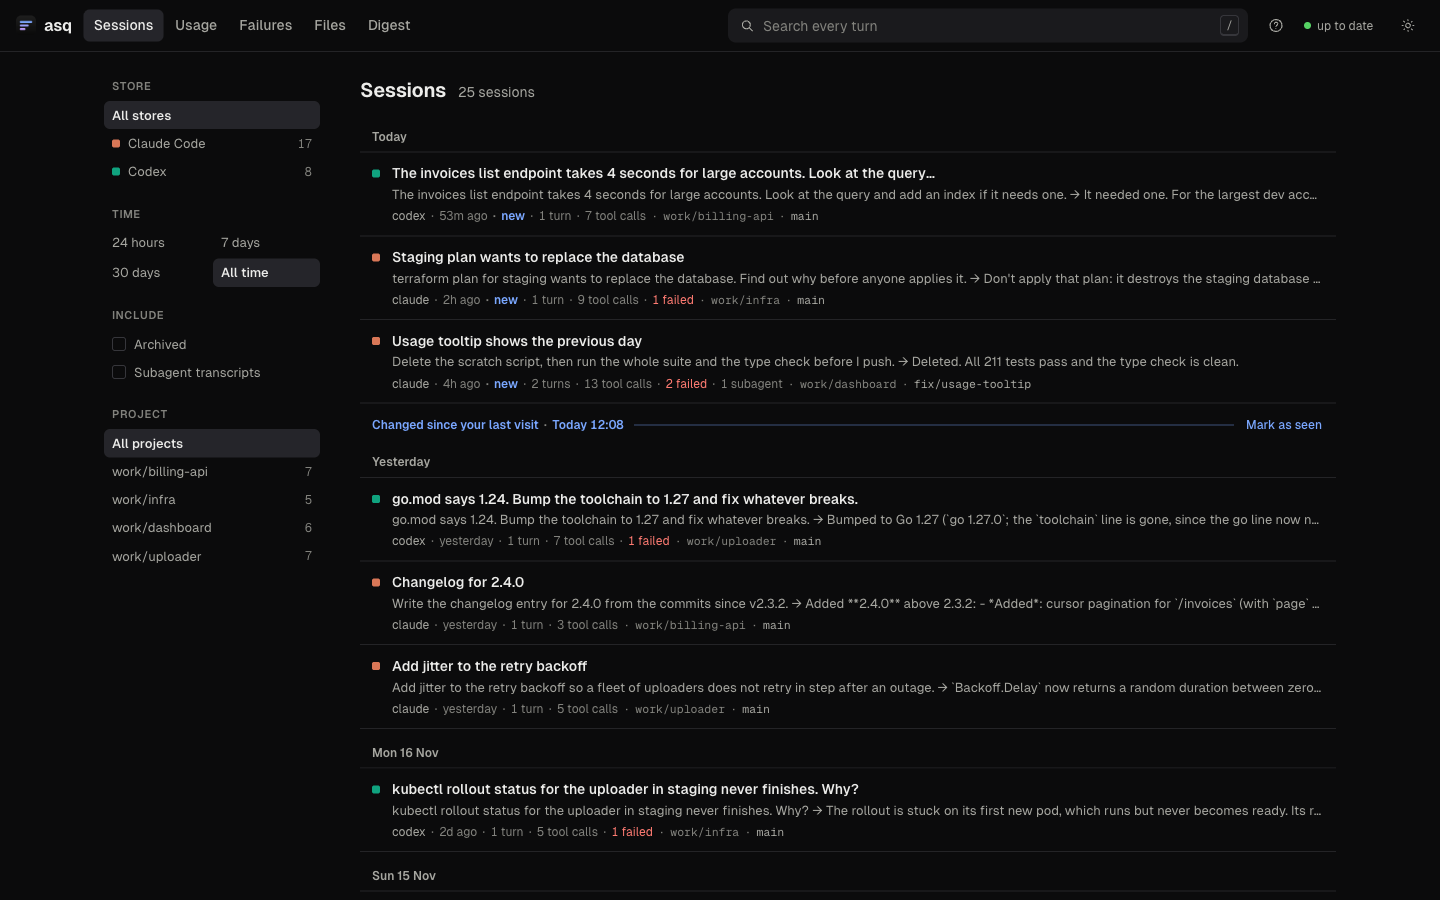 asq Sessions Usage Failures Files Digest Search every turn / up to date
STORE
All stores
Claude Code 17
Codex 8
TIME
24 hours 7 days
30 days All time
INCLUDE
Archived
Subagent transcripts
PROJECT
All projects
work/billing-api 7
work/infra 5
work/dashboard 6
work/uploader 7
Sessions 25 sessions
Today
The invoices list endpoint takes 4 seconds for large accounts. Look at the query…
The invoices list endpoint takes 4 seconds for large accounts. Look at the query and add an index if it needs one. → It needed one. For the largest dev acc…
codex · 53m ago · new · 1 turn · 7 tool calls · work/billing-api · main
Staging plan wants to replace the database
terraform plan for staging wants to replace the database. Find out why before anyone applies it. → Don't apply that plan: it destroys the staging database …
claude · 2h ago · new · 1 turn · 9 tool calls · 1 failed · work/infra · main
Usage tooltip shows the previous day
Delete the scratch script, then run the whole suite and the type check before I push. → Deleted. All 211 tests pass and the type check is clean.
claude · 4h ago · new · 2 turns · 13 tool calls · 2 failed · 1 subagent · work/dashboard · fix/usage-tooltip
Changed since your last visit · Today 12:08 Mark as seen
Yesterday
go.mod says 1.24. Bump the toolchain to 1.27 and fix whatever breaks.
go.mod says 1.24. Bump the toolchain to 1.27 and fix whatever breaks. → Bumped to Go 1.27 (`go 1.27.0`; the `toolchain` line is gone, since the go line now n…
codex · yesterday · 1 turn · 7 tool calls · 1 failed · work/uploader · main
Changelog for 2.4.0
Write the changelog entry for 2.4.0 from the commits since v2.3.2. → Added **2.4.0** above 2.3.2: - *Added*: cursor pagination for `/invoices` (with `page` …
claude · yesterday · 1 turn · 3 tool calls · work/billing-api · main
Add jitter to the retry backoff
Add jitter to the retry backoff so a fleet of uploaders does not retry in step after an outage. → `Backoff.Delay` now returns a random duration between zero…
claude · yesterday · 1 turn · 5 tool calls · work/uploader · main
Mon 16 Nov
kubectl rollout status for the uploader in staging never finishes. Why?
kubectl rollout status for the uploader in staging never finishes. Why? → The rollout is stuck on its first new pod, which runs but never becomes ready. Its r…
codex · 2d ago · 1 turn · 5 tool calls · 1 failed · work/infra · main
Sun 15 Nov